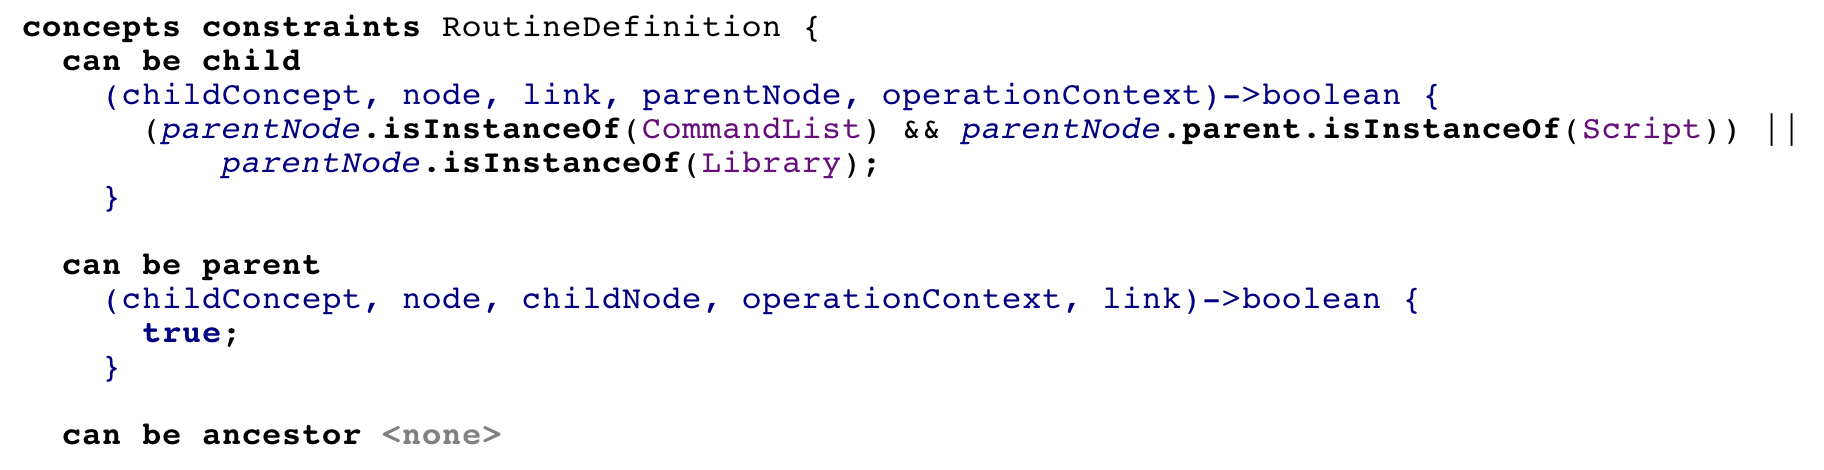 concepts constraints RoutineDefinition {
can be child
(childConcept, node, link, parentNode, operationContext)->boolean {
(parentNode.isInstanceOf(CommandList) && parentNode.parent.isInstanceOf(Script)) ||
parentNode.isInstanceOf(Library);
}
can be parent
(childConcept, node, childNode, operationContext, link)->boolean {
true;
}
can be ancestor <none>